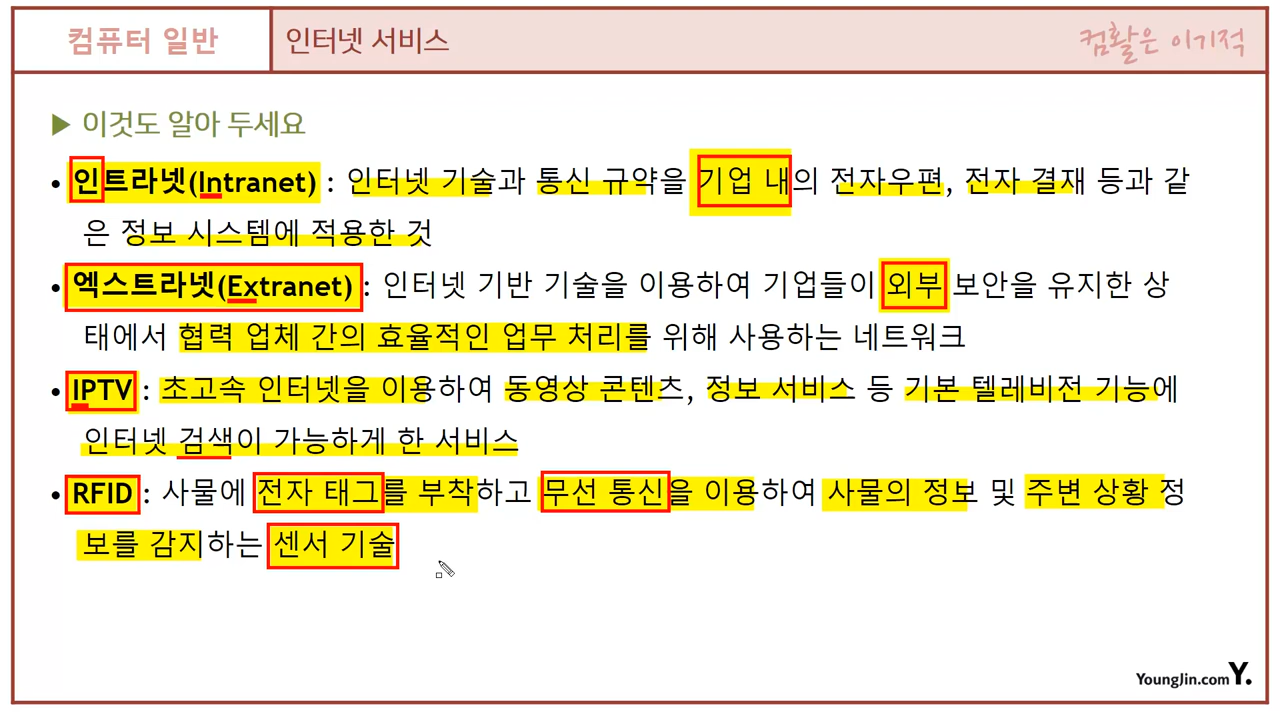 컴퓨터 일반
인터넷 서비스
컴활은 이기적
▶ 이것도 알아 두세요
• 인트라넷(Intranet) : 인터넷 기술과 통신 규약을 기업 내의 전자우편, 전자 결재 등과 같
은 정보 시스템에 적용한 것
• 엑스트라넷(Extranet) : 인터넷 기반 기술을 이용하여 기업들이 외부 보안을 유지한 상
태에서 협력 업체 간의 효율적인 업무 처리를 위해 사용하는 네트워크
• IPTV : 초고속 인터넷을 이용하여 동영상 콘텐츠, 정보 서비스 등 기본 텔레비전 기능에
인터넷 검색이 가능하게 한 서비스
• RFID : 사물에 전자 태그를 부착하고 무선 통신을 이용하여 사물의 정보 및 주변 상황 정
보를 감지하는 센서 기술
YoungJin.com Y.